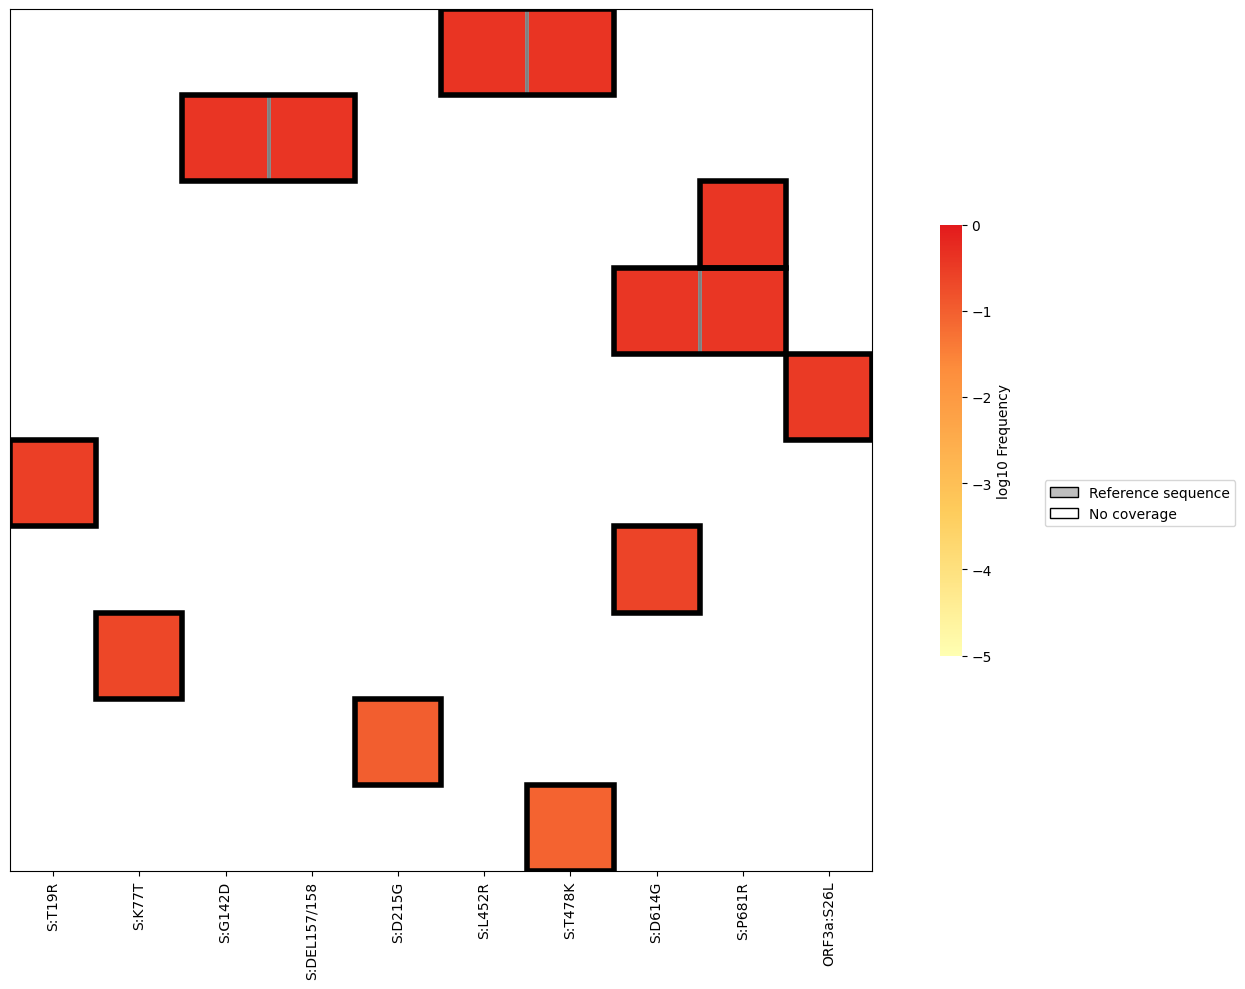 0
−1
−2
−3
−4
−5
log10 Frequency
Reference sequence
No coverage
S:T19R
S:K77T
S:G142D
S:DEL157/158
S:D215G
S:L452R
S:T478K
S:D614G
S:P681R
ORF3a:S26L